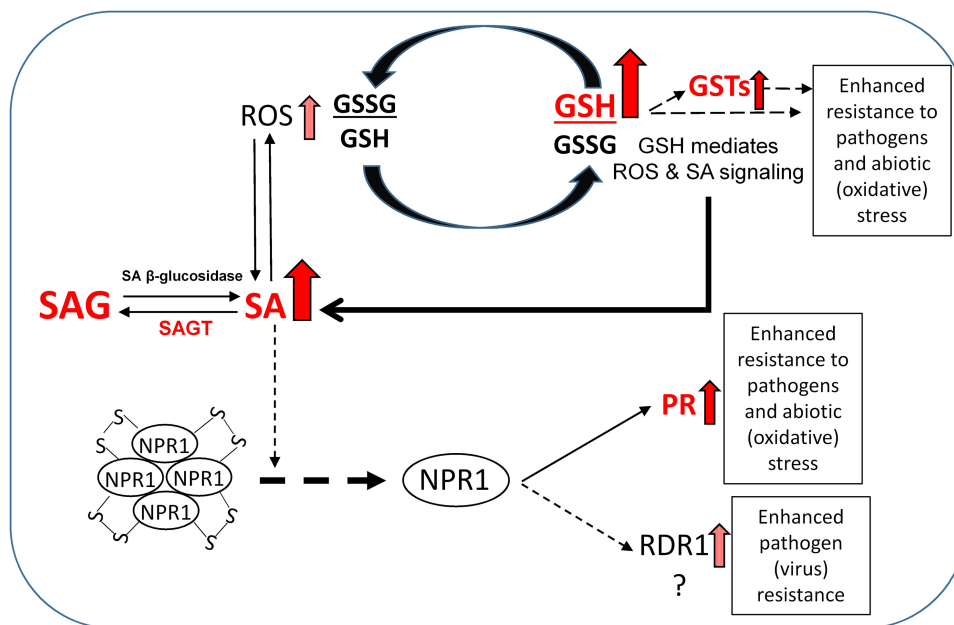 ROS
GSSG
GSH
GSH
GSSG
GSTs
GSH mediates
ROS & SA signaling
Enhanced
resistance to
pathogens
and abiotic
(oxidative)
stress
SA β-glucosidase
SAG
SA
SAGT
S
S
S
S
NPR1
NPR1
NPR1
NPR1
S
S
S
S
NPR1
PR
Enhanced
resistance to
pathogens
and abiotic
(oxidative)
stress
RDR1
?
Enhanced
pathogen
(virus)
resistance